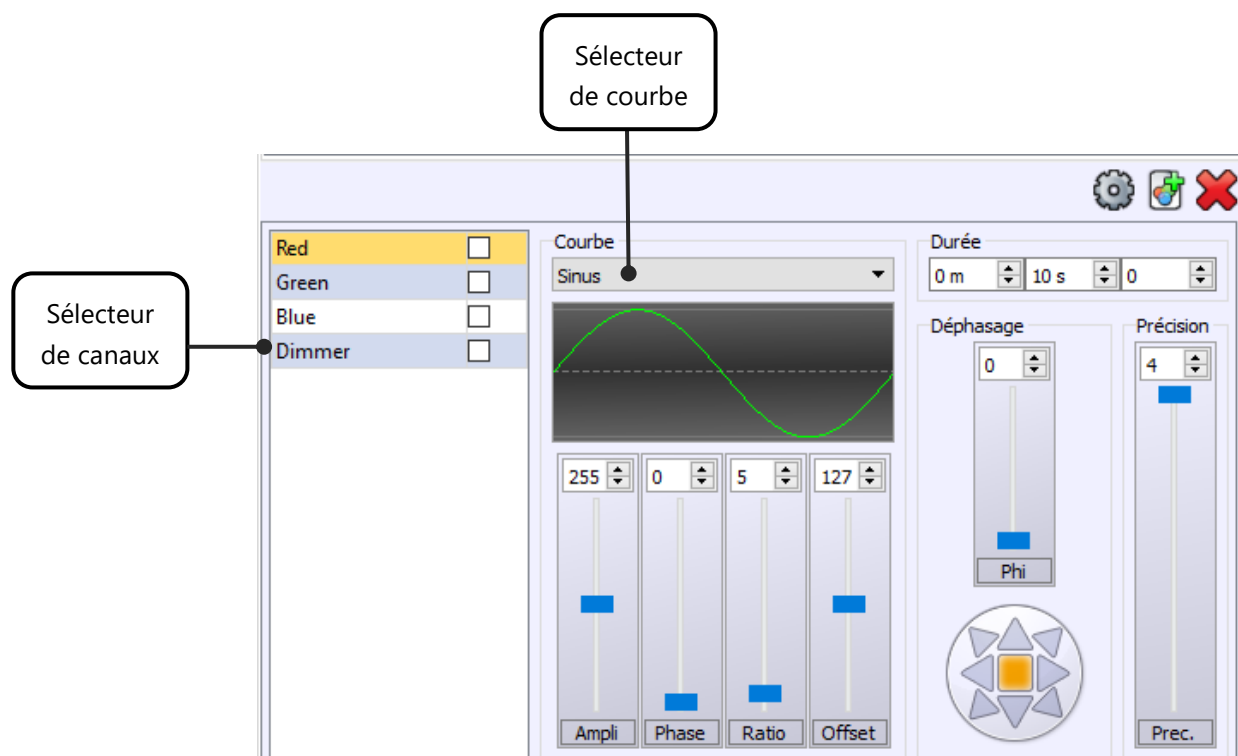 Sélecteur
de courbe
Sélecteur
de canaux
Red
Green
Blue
Dimmer
Courbe
Sinus
255 0 5 127
Ampli Phase Ratio Offset
Durée
0 m 10 s 0
Déphasage
0
Phi
Précision
4
Prec.